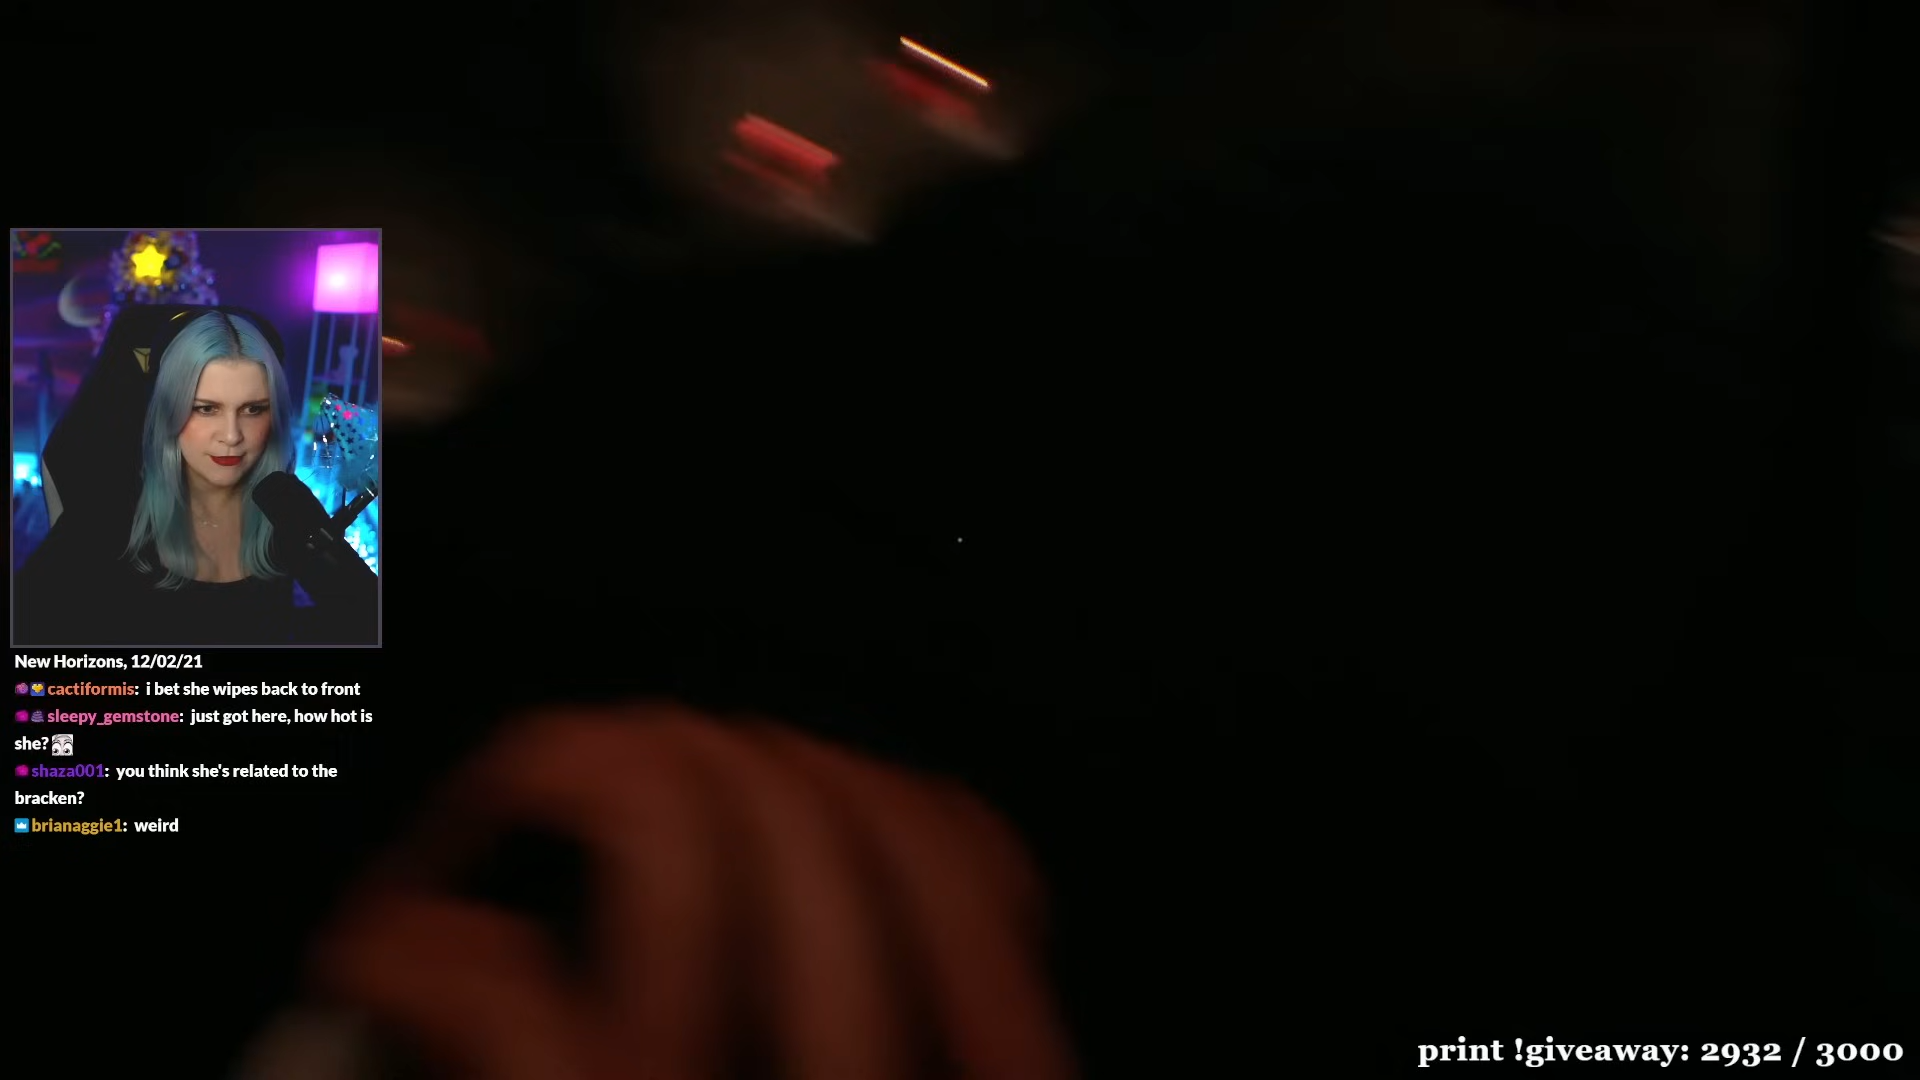 New Horizons, 12/02/21
cactiformis: i bet she wipes back to front
sleepy_gemstone: just got here, how hot is
she?
shaza001: you think she's related to the
bracken?
brianaggie1: weird
print !giveaway: 2932 / 3000